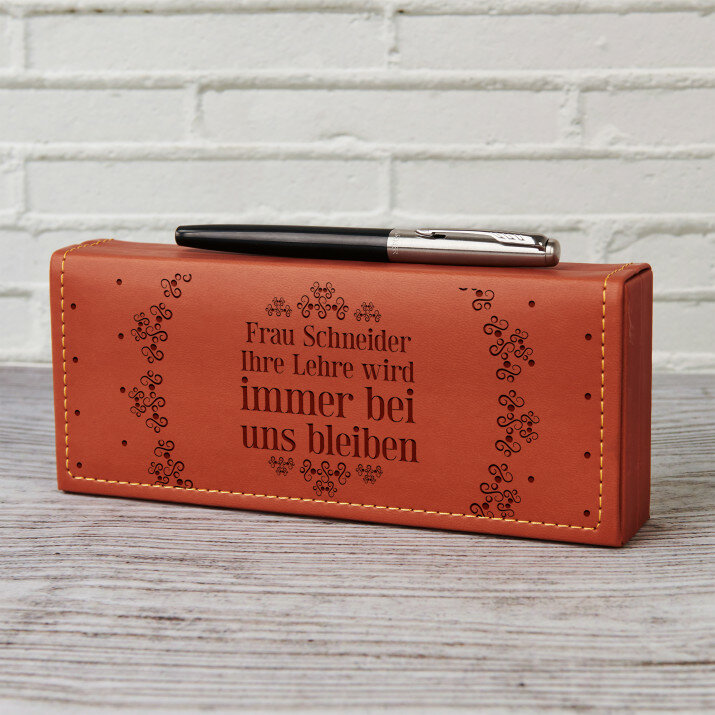 Frau Schneider
Ihre Lehre wird
immer bei
uns bleiben